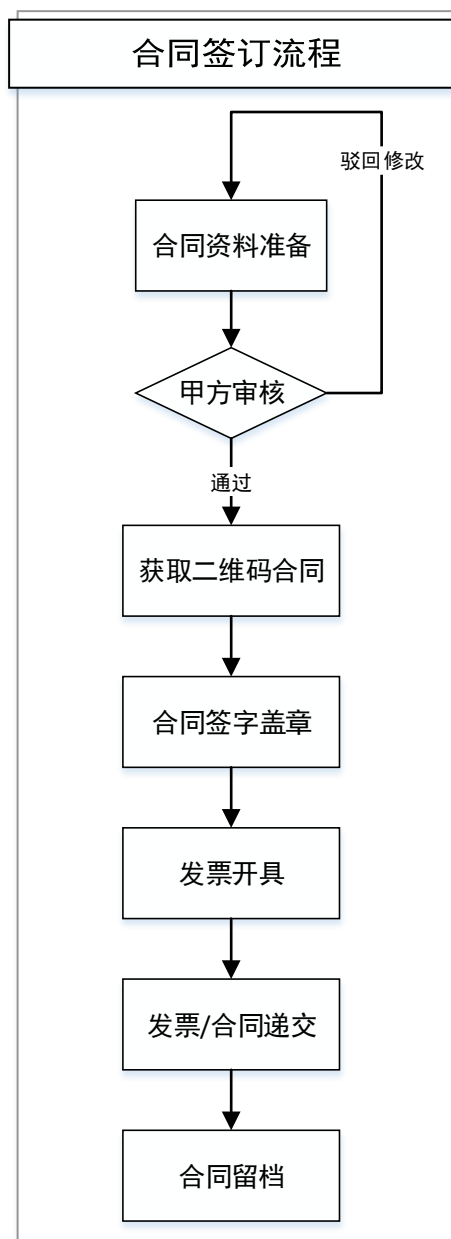 合同签订流程
驳回修改
合同资料准备
甲方审核
通过
获取二维码合同
合同签字盖章
发票开具
发票/合同递交
合同留档